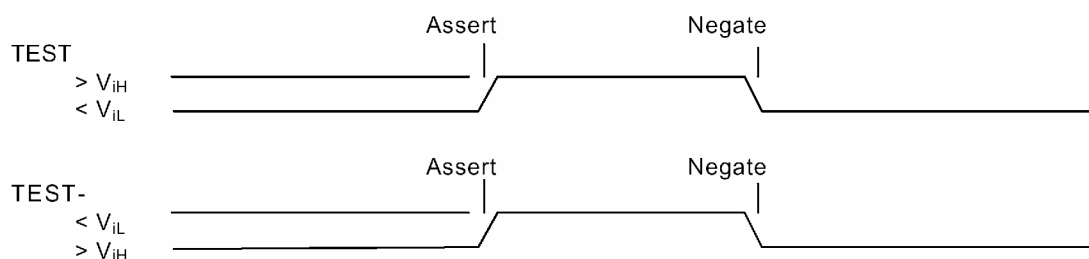 Assert Negate
TEST
> ViH
< ViL
Assert Negate
TEST-
< ViL
> ViH